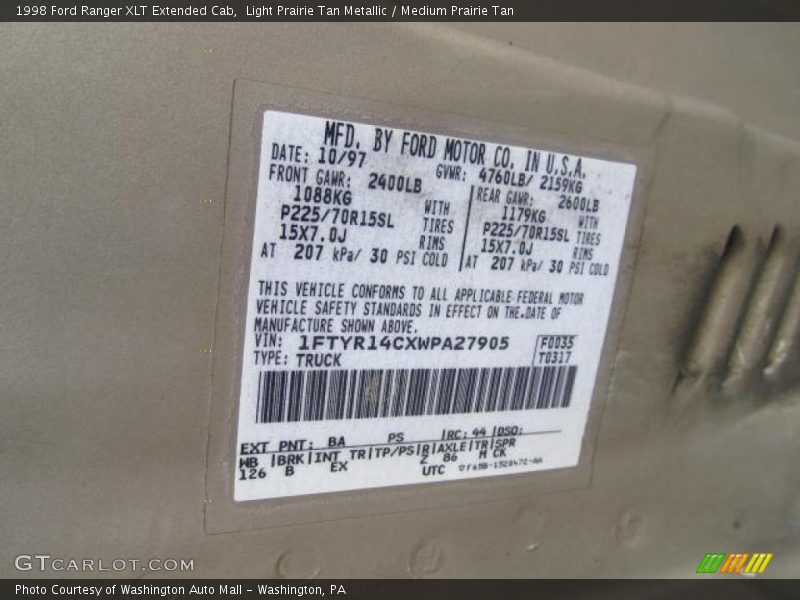 1998 Ford Ranger XLT Extended Cab,  Light Prairie Tan Metallic / Medium Prairie Tan
MFD. BY FORD MOTOR CO. IN U.S.A.
DATE: 10/97 GVWR: 4760LB/ 2159KG
FRONT GAWR: 2400LB
1088KG WITH
P225/70R15SL TIRES
15X7.0J RIMS
AT 207 kPa/ 30 PSI COLD
REAR GAWR: 2600LB
1179KG WITH
P225/70R15SL TIRES
15X7.0J RIMS
AT 207 kPa/ 30 PSI COLD
THIS VEHICLE CONFORMS TO ALL APPLICABLE FEDERAL MOTOR
VEHICLE SAFETY STANDARDS IN EFFECT ON THE DATE OF
MANUFACTURE SHOWN ABOVE.
VIN: 1FTYR14CXWPA27905 F0035
TYPE: TRUCK T0317
EXT PNT: BA PS RC: 44 DSO:
WB |BRK|INT TR|TP/PS|R|AXLE|TR|SPR
126 B EX 2 86 M CK
UTC
GTCARLOT.COM
Photo Courtesy of Washington Auto Mall - Washington, PA